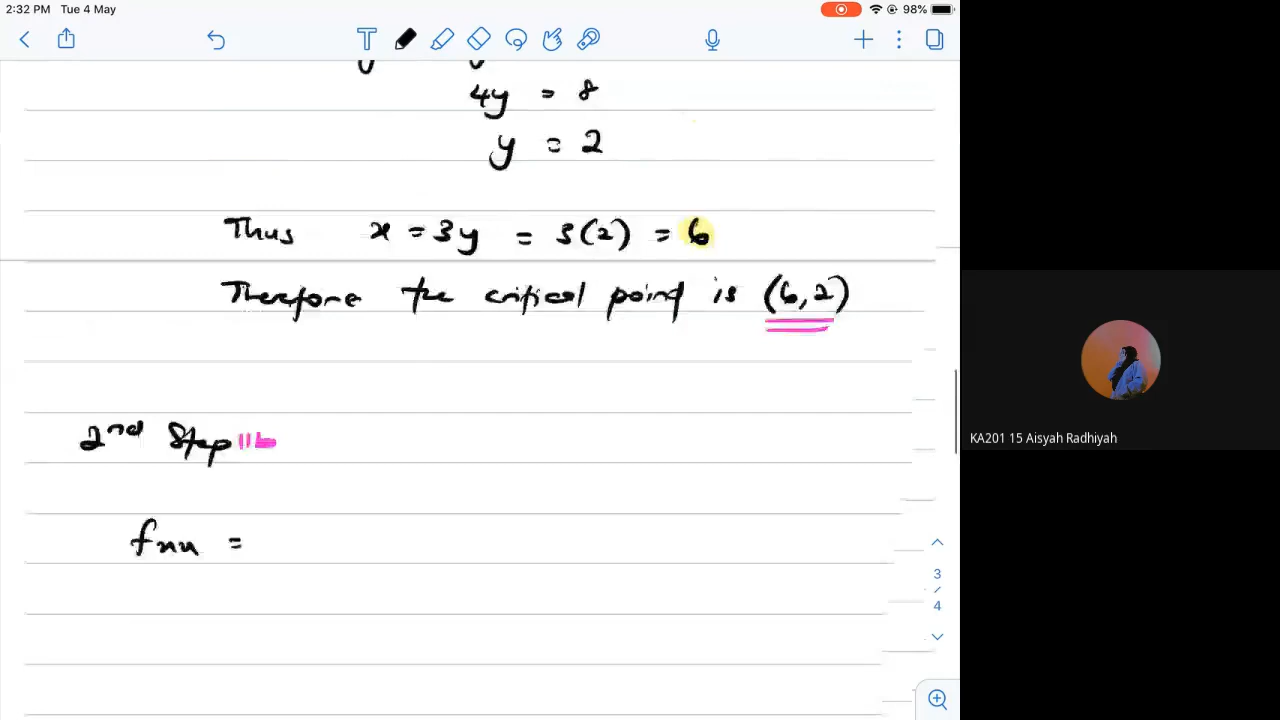 2:32 PM Tue 4 May
98%
4y = 8
y = 2
Thus x = 3y = 3(2) = 6
Therefore the critical point is (6,2)
2nd Step
fxx =
3
/
4
KA201 15 Aisyah Radhiyah